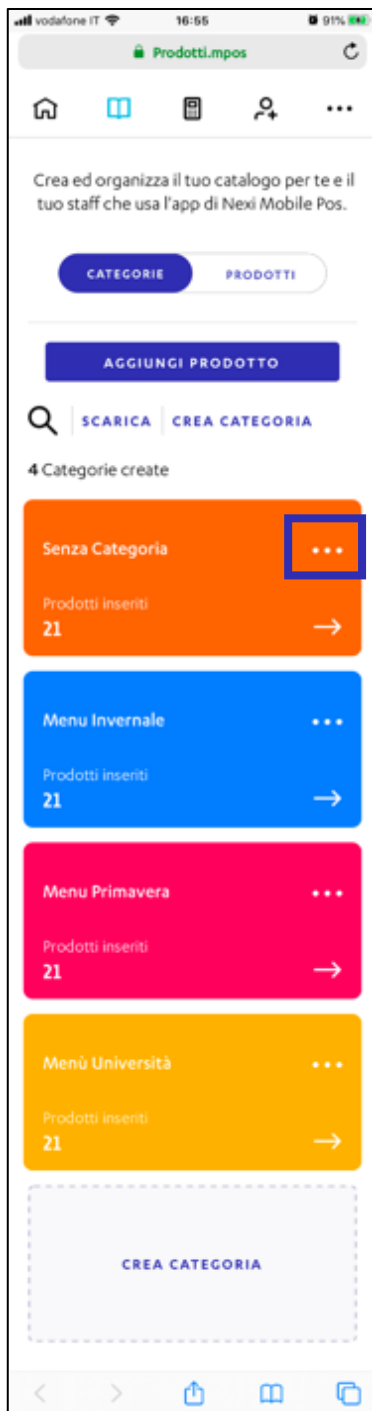 vodafone IT 16:55 91%
Prodotti.mpos
Crea ed organizza il tuo catalogo per te e il
tuo staff che usa l'app di Nexi Mobile Pos.
CATEGORIE PRODOTTI
AGGIUNGI PRODOTTO
SCARICA CREA CATEGORIA
4 Categorie create
Senza Categoria
Prodotti inseriti
21
Menu Invernale
Prodotti inseriti
21
Menu Primavera
Prodotti inseriti
21
Menù Università
Prodotti inseriti
21
CREA CATEGORIA